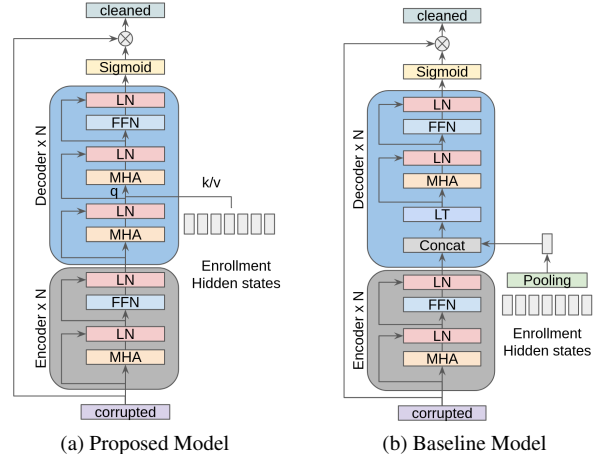 cleaned
Sigmoid
LN
FFN
LN
MHA
q
k/v
LN
MHA
Decoder x N
Enrollment
Hidden states
LN
FFN
LN
MHA
Encoder x N
corrupted
(a) Proposed Model
cleaned
Sigmoid
LN
FFN
LN
MHA
LT
Concat
Decoder x N
Pooling
Enrollment
Hidden states
LN
FFN
LN
MHA
Encoder x N
corrupted
(b) Baseline Model